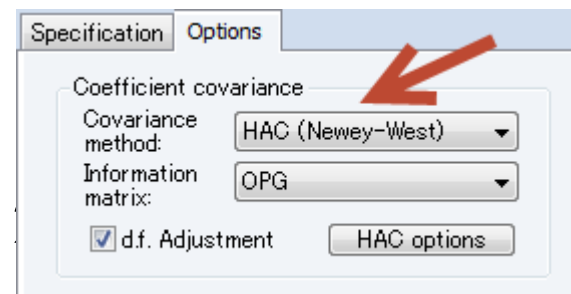 Specification Options
Coefficient covariance
Covariance
method:
HAC (Newey-West)
Information
matrix:
OPG
d.f. Adjustment HAC options